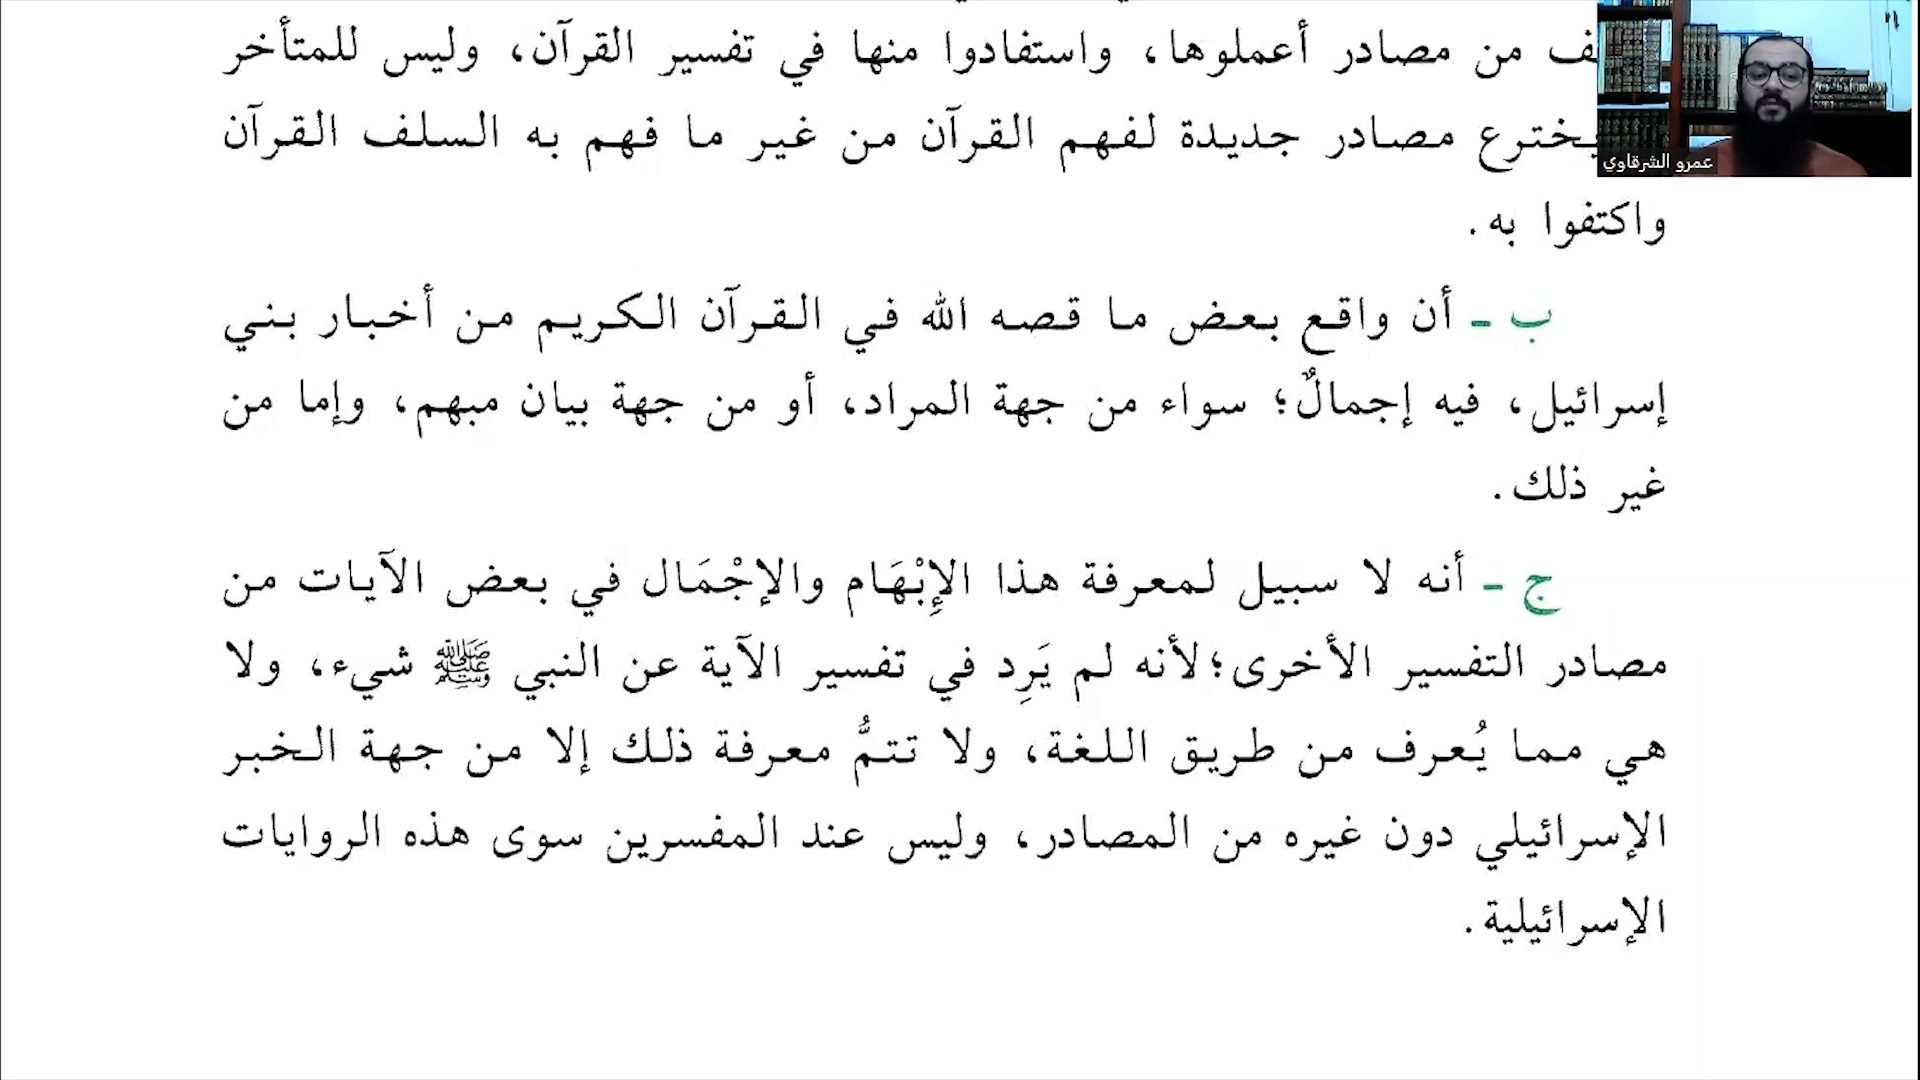 من مصادر أعملوها، واستفادوا منها في تفسير القرآن، وليس للمتأخر
يخترع مصادر جديدة لفهم القرآن من غير ما فهم به السلف القرآن
واكتفوا به.
ب - أن واقع بعض ما قصه الله في القرآن الكريم من أخبار بني
إسرائيل، فيه إجمالٌ؛ سواء من جهة المراد، أو من جهة بيان مبهم، وإما من
غير ذلك.
ج - أنه لا سبيل لمعرفة هذا الإِبْهَام والإجْمَال في بعض الآيات من
مصادر التفسير الأخرى؛ لأنه لم يَرِد في تفسير الآية عن النبي ﷺ شيء، ولا
هي مما يُعرف من طريق اللغة، ولا تتمُّ معرفة ذلك إلا من جهة الخبر
الإسرائيلي دون غيره من المصادر، وليس عند المفسرين سوى هذه الروايات
الإسرائيلية.
عمرو الشرقاوي